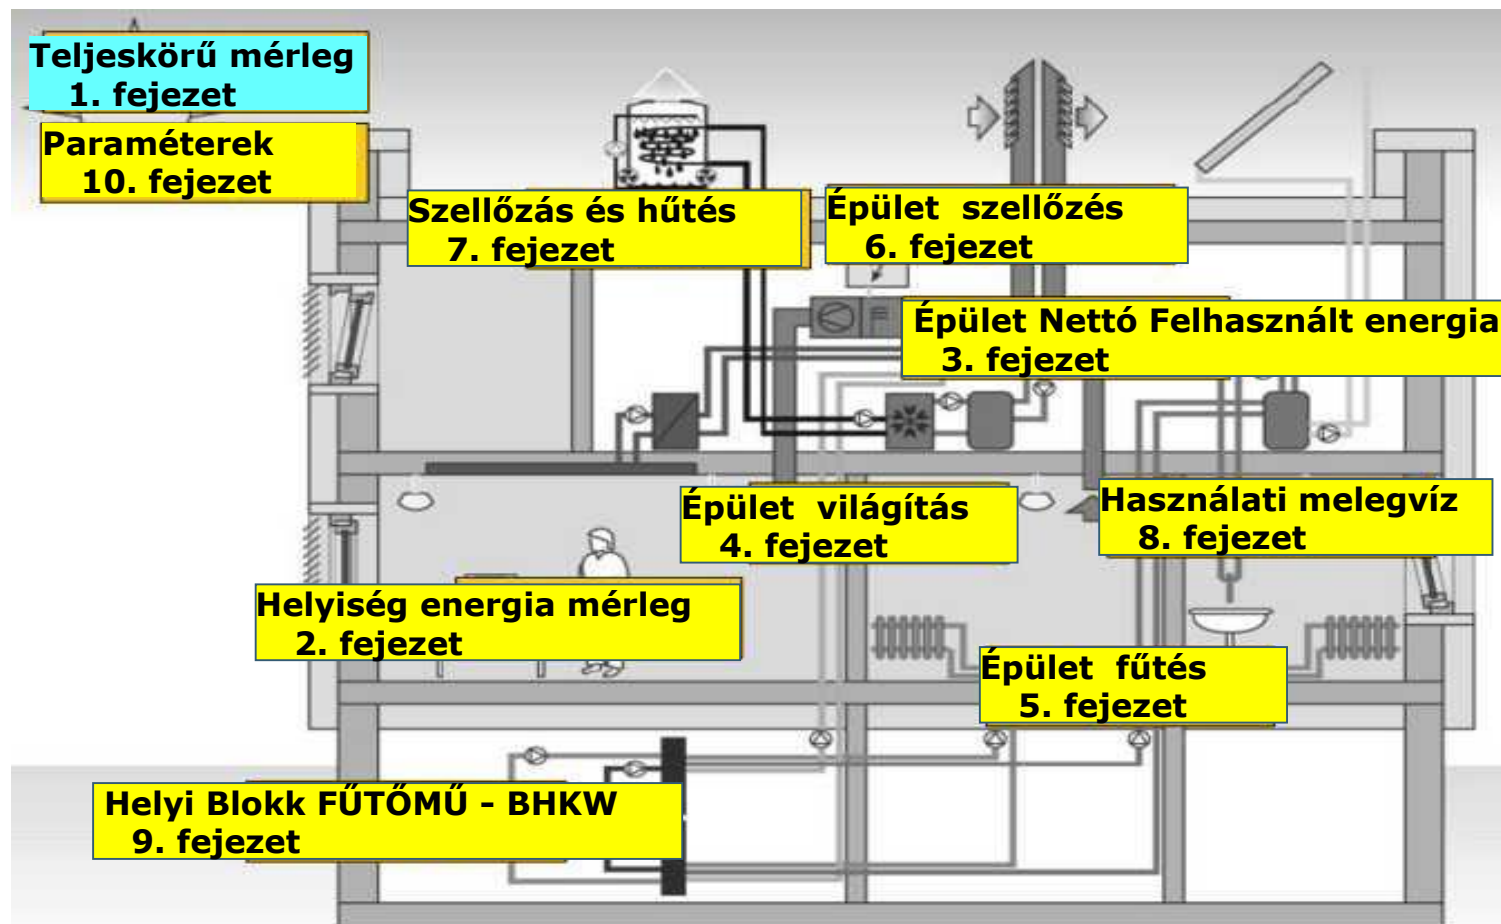 Teljeskörű mérleg
1. fejezet
Paraméterek
10. fejezet
Szellőzás és hűtés
7. fejezet
Épület szellőzés
6. fejezet
Épület Nettó Felhasznált energia
3. fejezet
Épület világítás
4. fejezet
Használati melegvíz
8. fejezet
Helyiség energia mérleg
2. fejezet
Épület fűtés
5. fejezet
Helyi Blokk FŰTŐMŰ - BHKW
9. fejezet